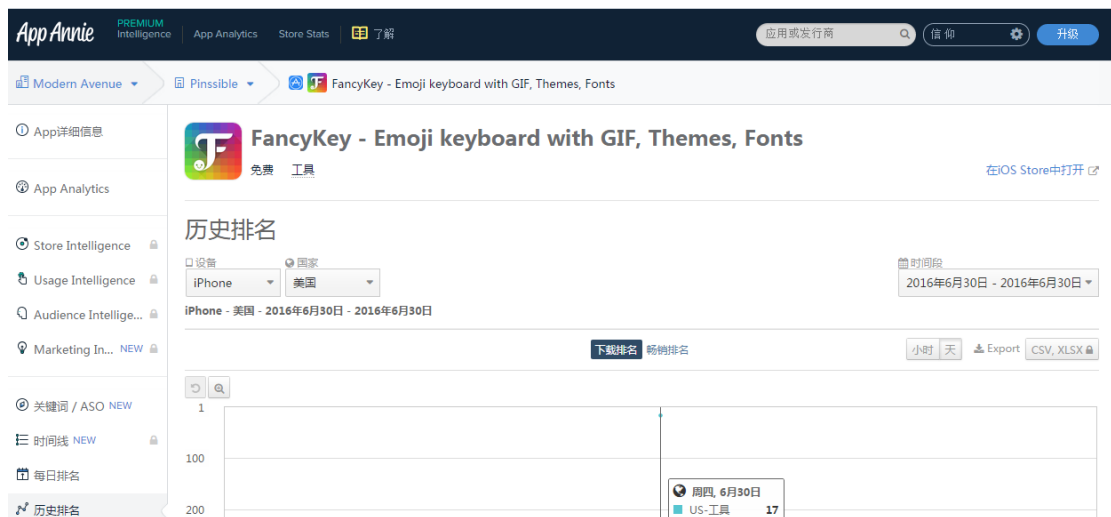 App Annie PREMIUM Intelligence App Analytics Store Stats 了解 应用或发行商 信仰 升级
Modern Avenue Pinssible FancyKey - Emoji keyboard with GIF, Themes, Fonts
App详细信息
App Analytics
Store Intelligence
Usage Intelligence
Audience Intellige...
Marketing In... NEW
关键词 / ASO NEW
时间线 NEW
每日排名
历史排名
FancyKey - Emoji keyboard with GIF, Themes, Fonts
免费 工具
在iOS Store中打开
历史排名
设备 国家 时间段
iPhone 美国 2016年6月30日 - 2016年6月30日
iPhone - 美国 - 2016年6月30日 - 2016年6月30日
下载排名 畅销排名 小时 天 Export CSV, XLSX
1
100
200
周四, 6月30日
US-工具 17